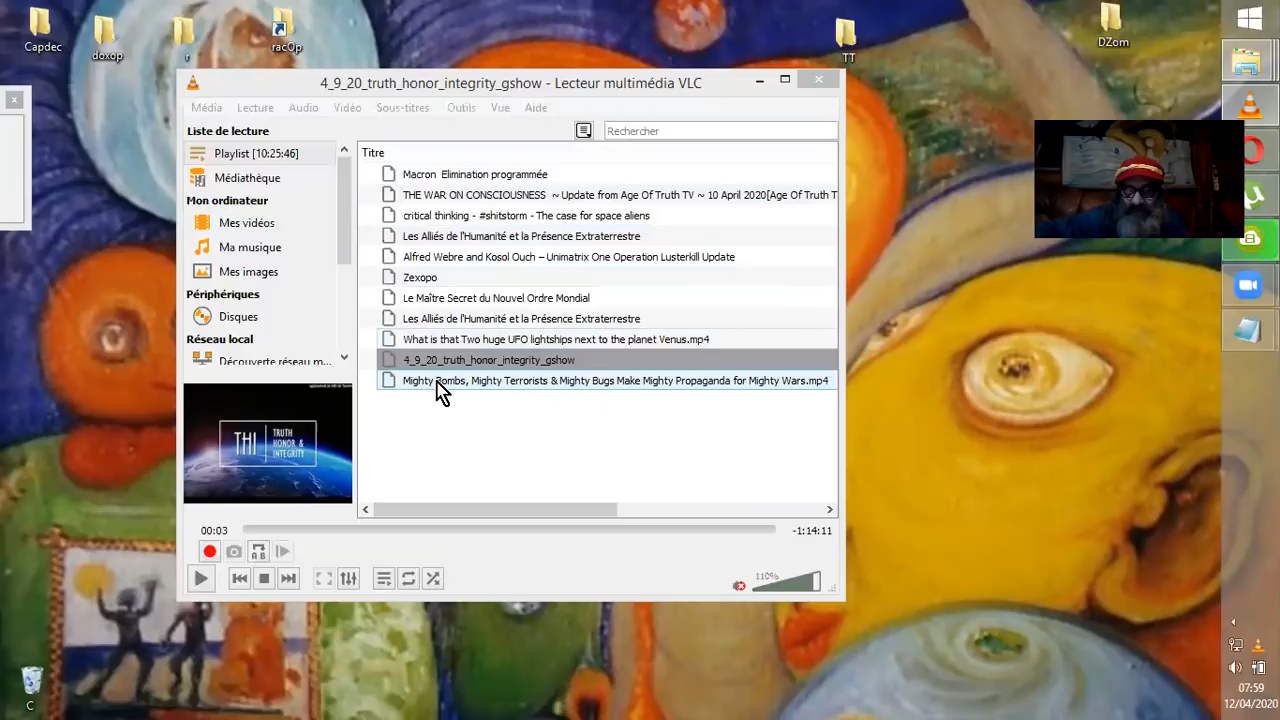 Capdec
doxop
r
racOp
TT
DZom
4_9_20_truth_honor_integrity_gshow - Lecteur multimédia VLC
Média Lecture Audio Vidéo Sous-titres Outils Vue Aide
Liste de lecture
Rechercher
Playlist [10:25:46]
Médiathèque
Mon ordinateur
Mes vidéos
Ma musique
Mes images
Périphériques
Disques
Réseau local
Découverte réseau m...
Titre
Macron Elimination programmée
THE WAR ON CONSCIOUSNESS ~ Update from Age Of Truth TV ~ 10 April 2020[Age Of Truth T
critical thinking - #shitstorm - The case for space aliens
Les Alliés de l'Humanité et la Présence Extraterrestre
Alfred Webre and Kosol Ouch – Unimatrix One Operation Lusterkill Update
Zexopo
Le Maître Secret du Nouvel Ordre Mondial
Les Alliés de l'Humanité et la Présence Extraterrestre
What is that Two huge UFO lightships next to the planet Venus.mp4
4_9_20_truth_honor_integrity_gshow
Mighty Bombs, Mighty Terrorists & Mighty Bugs Make Mighty Propaganda for Mighty Wars.mp4
THI TRUTH
HONOR &
INTEGRITY
00:03
-1:14:11
A B
110%
C
07:59
12/04/2020